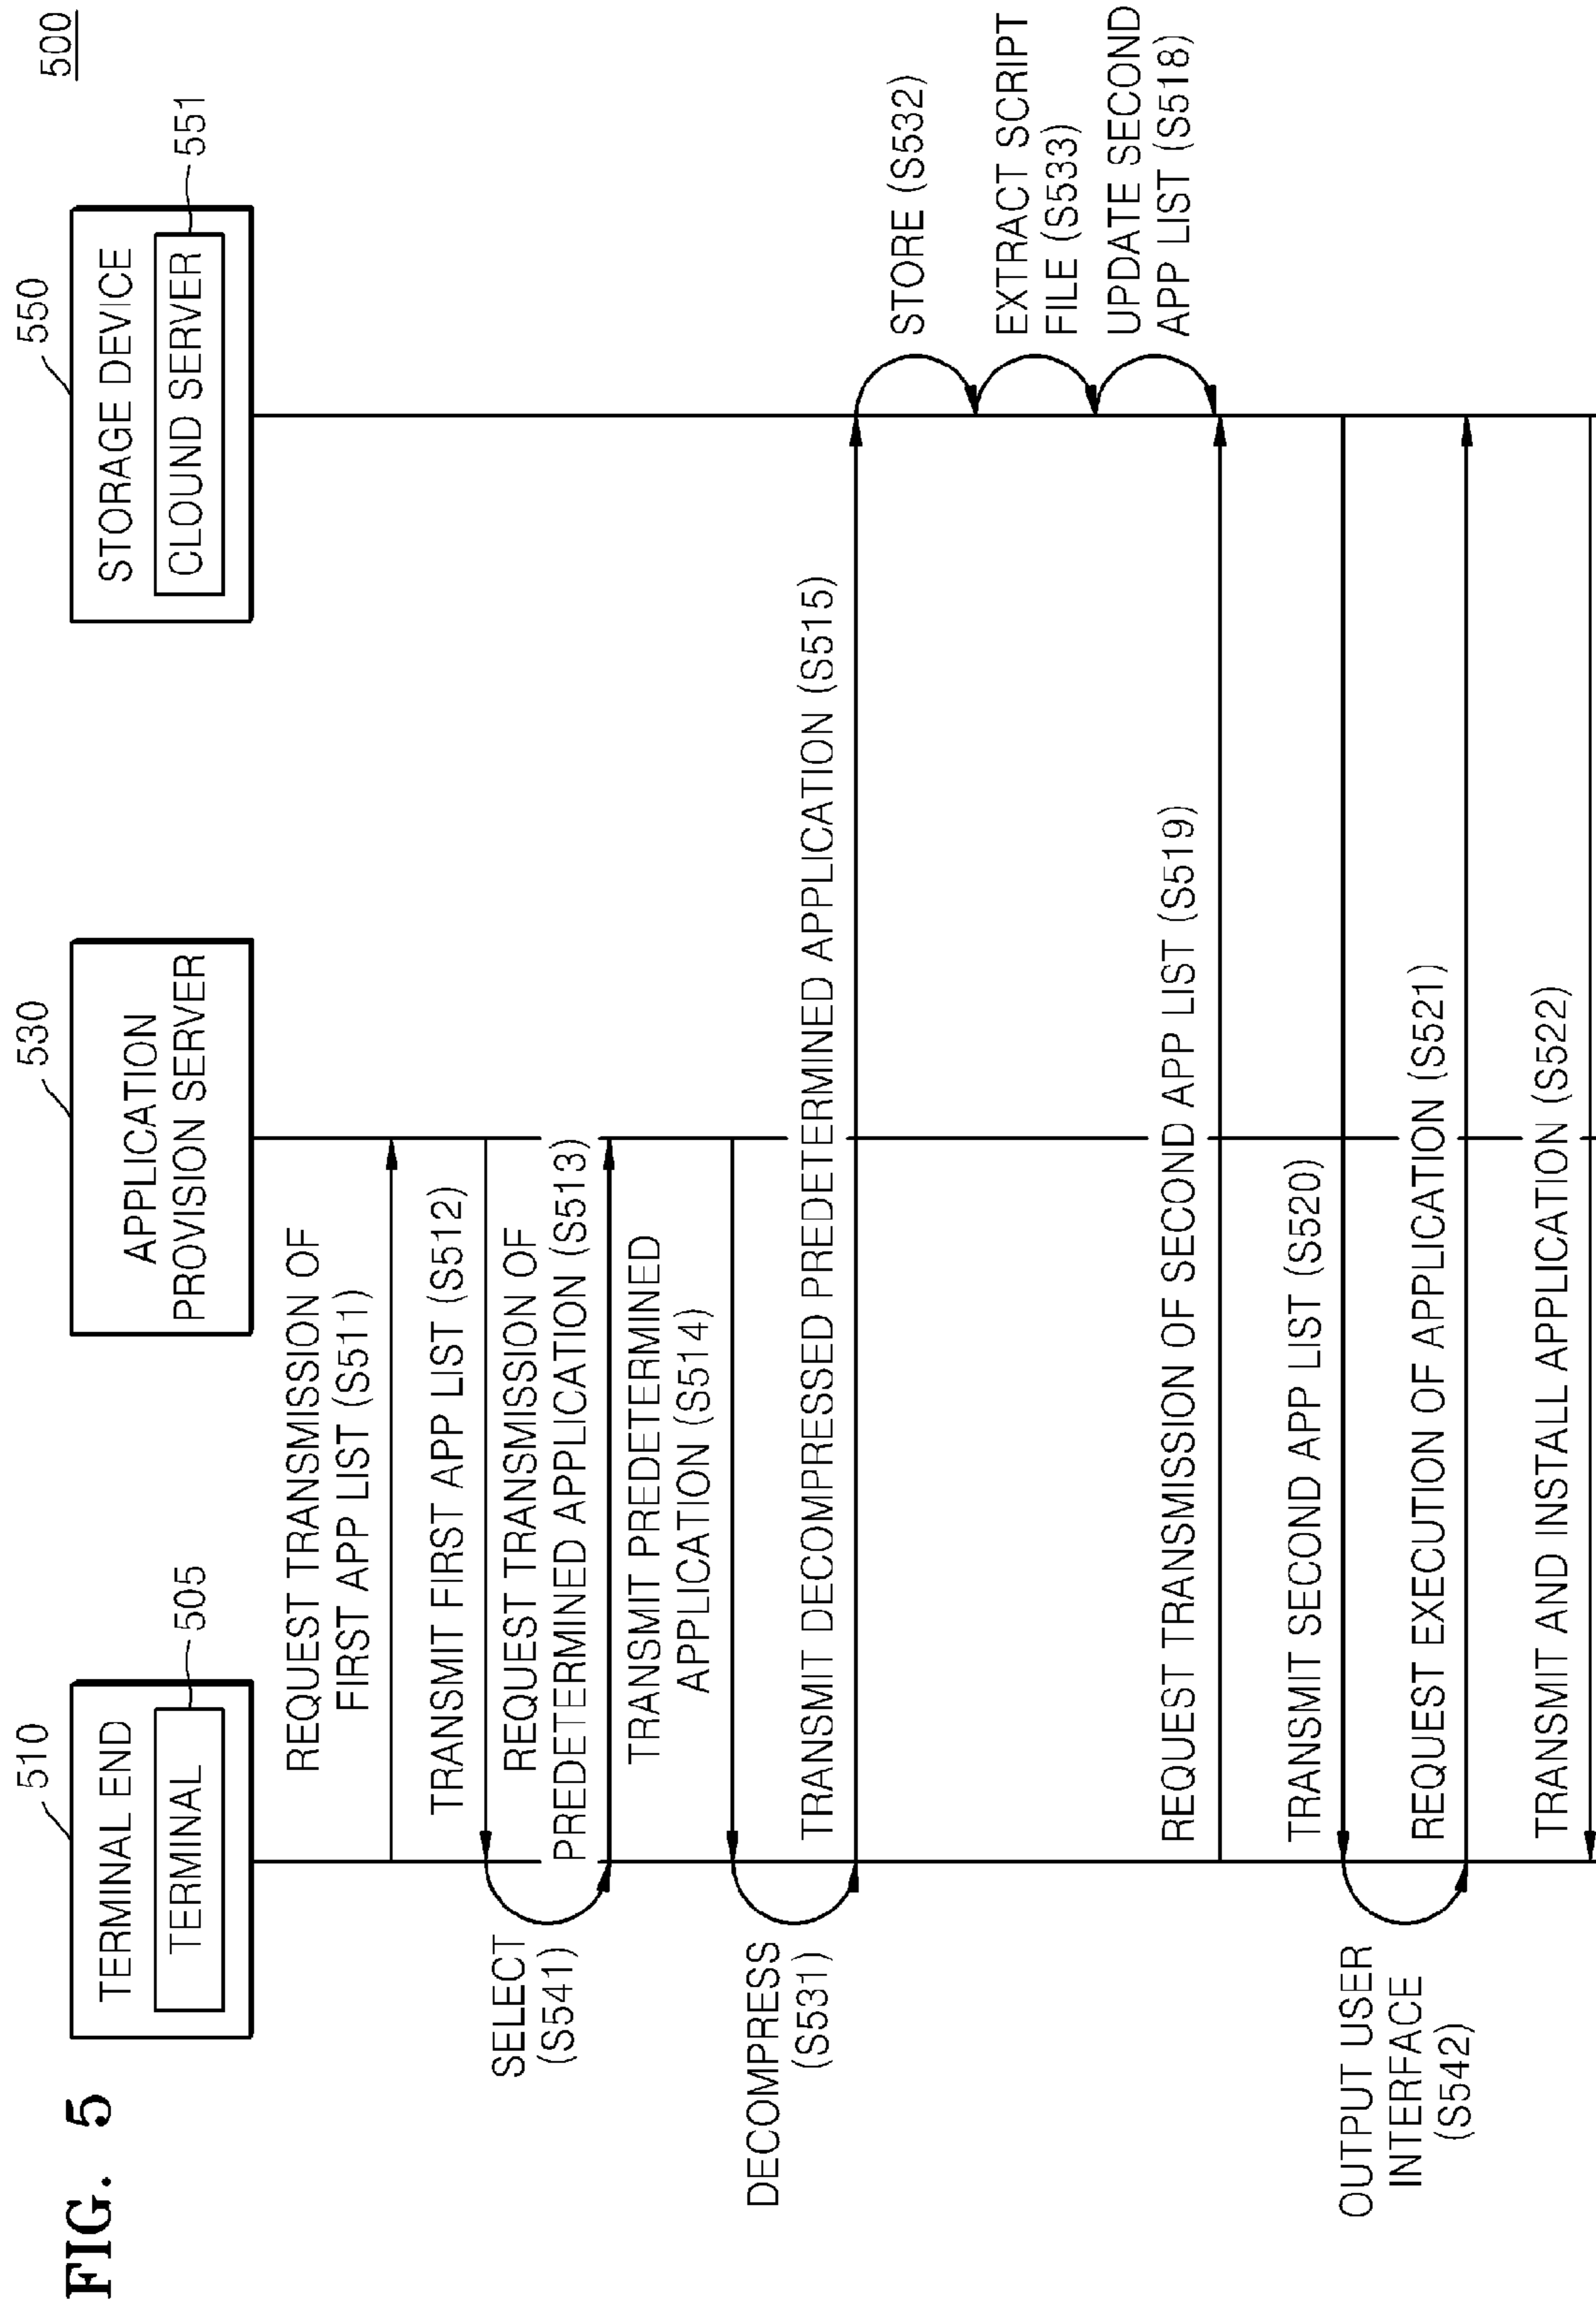 FIG. 5
500
510
530
550
TERMINAL END
TERMINAL
505
APPLICATION
PROVISION SERVER
STORAGE DEVICE
CLOUND SERVER
551
REQUEST TRANSMISSION OF
FIRST APP LIST (S511)
TRANSMIT FIRST APP LIST (S512)
SELECT
(S541)
REQUEST TRANSMISSION OF
PREDETERMINED APPLICATION (S513)
TRANSMIT PREDETERMINED
APPLICATION (S514)
DECOMPRESS
(S531)
TRANSMIT DECOMPRESSED PREDETERMINED APPLICATION (S515)
STORE (S532)
EXTRACT SCRIPT
FILE (S533)
UPDATE SECOND
APP LIST (S518)
REQUEST TRANSMISSION OF SECOND APP LIST (S519)
TRANSMIT SECOND APP LIST (S520)
OUTPUT USER
INTERFACE
(S542)
REQUEST EXECUTION OF APPLICATION (S521)
TRANSMIT AND INSTALL APPLICATION (S522)